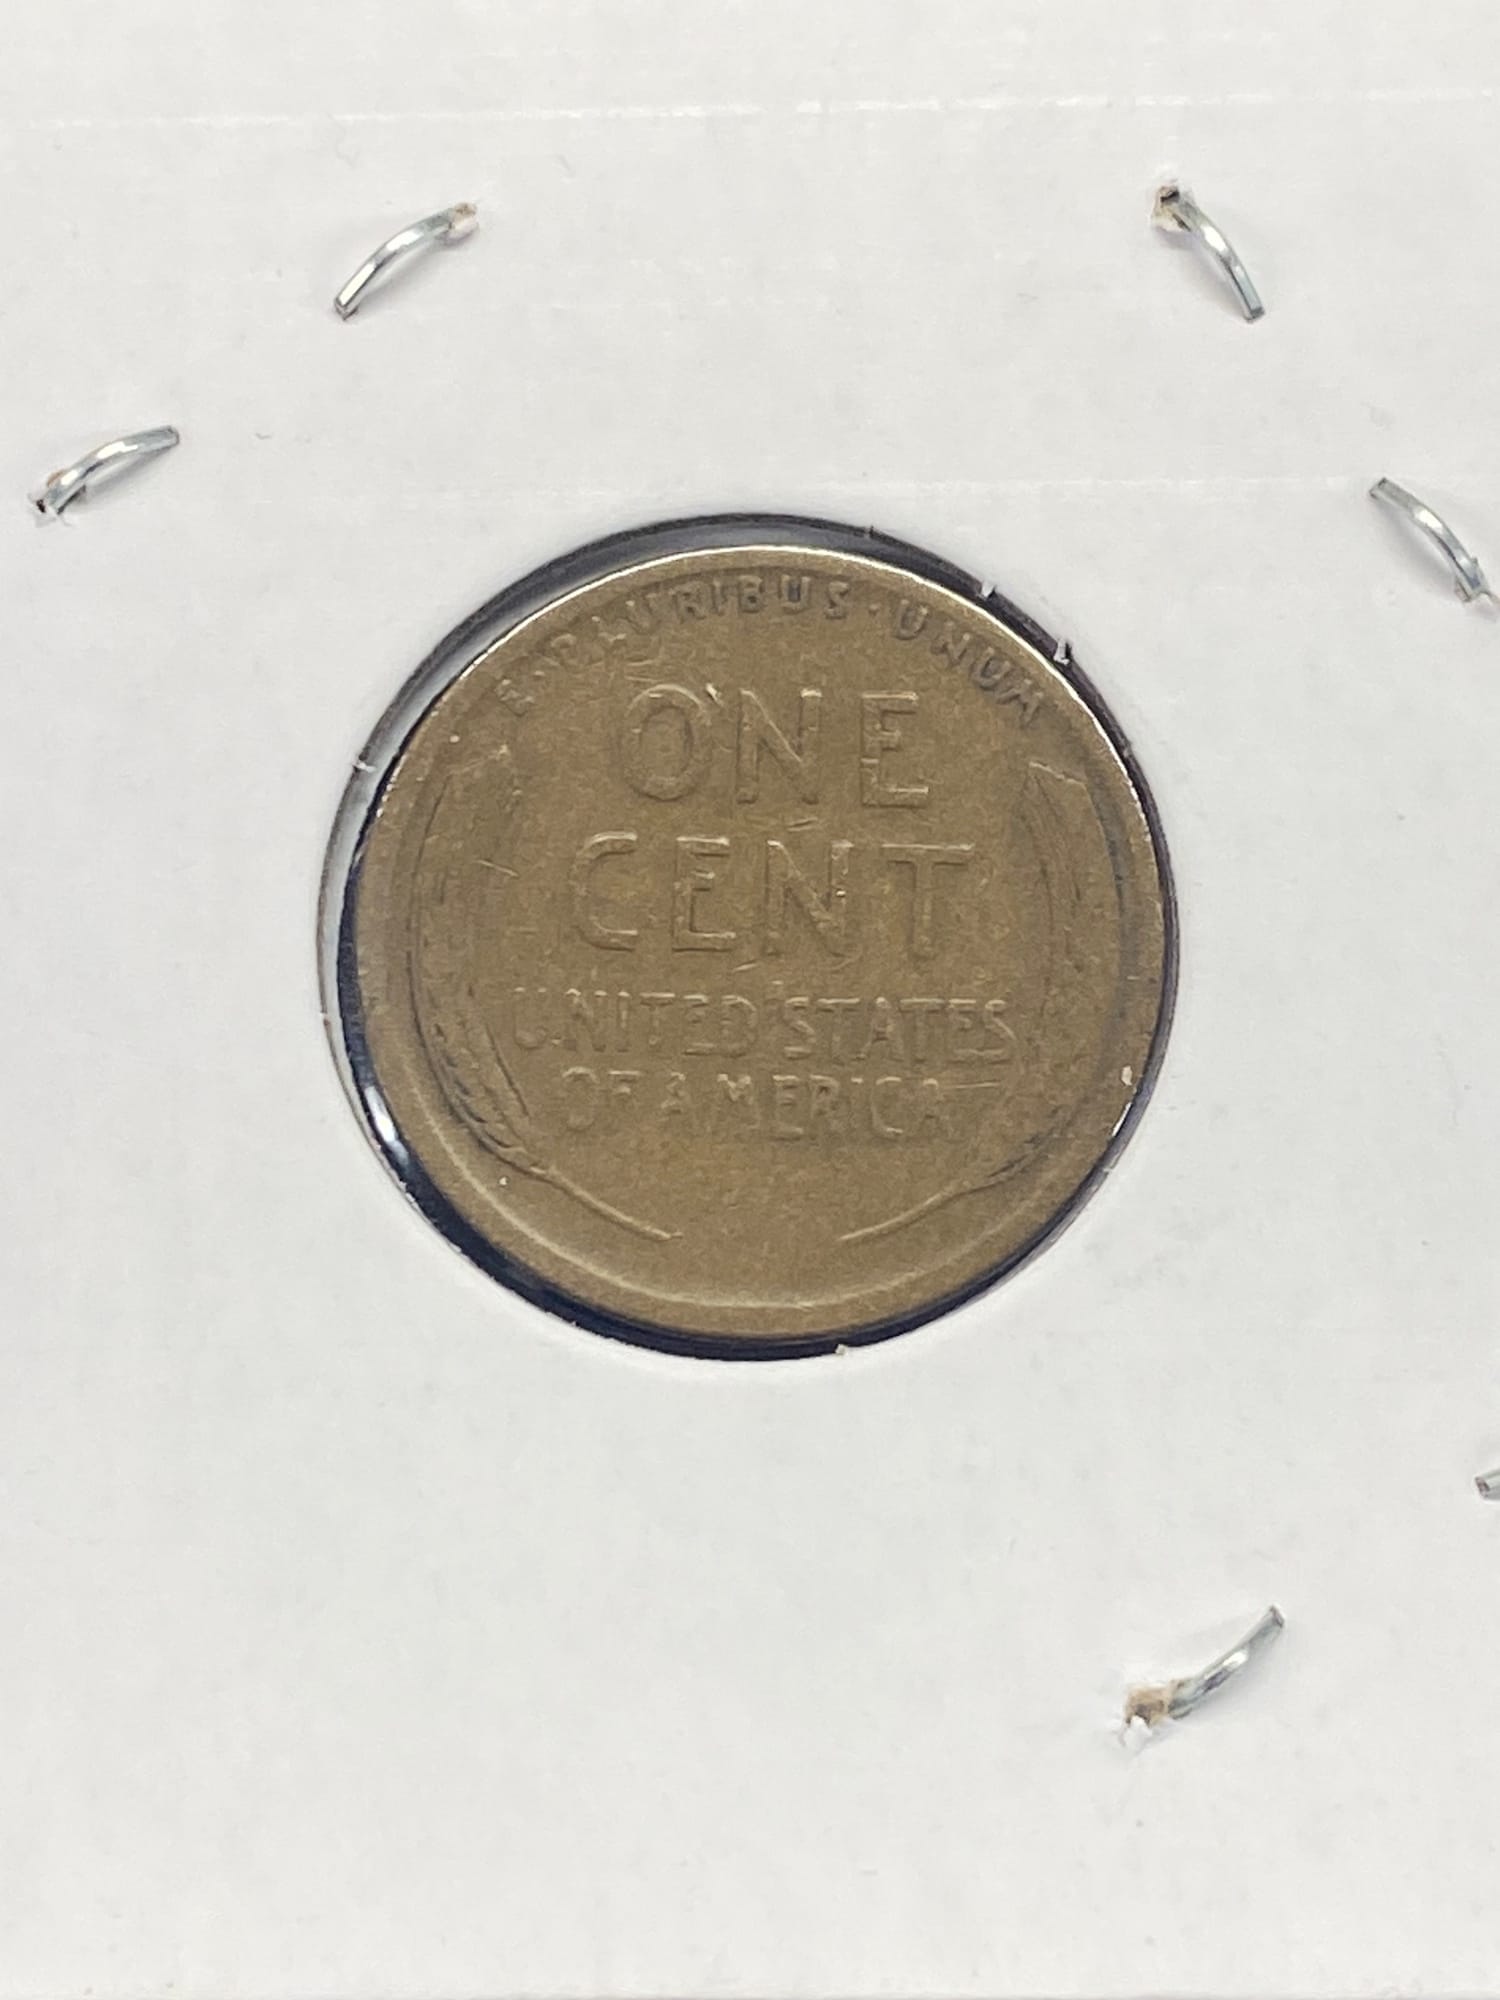 E·PLURIBUS·UNUM
ONE
CENT
UNITED STATES
OF AMERICA